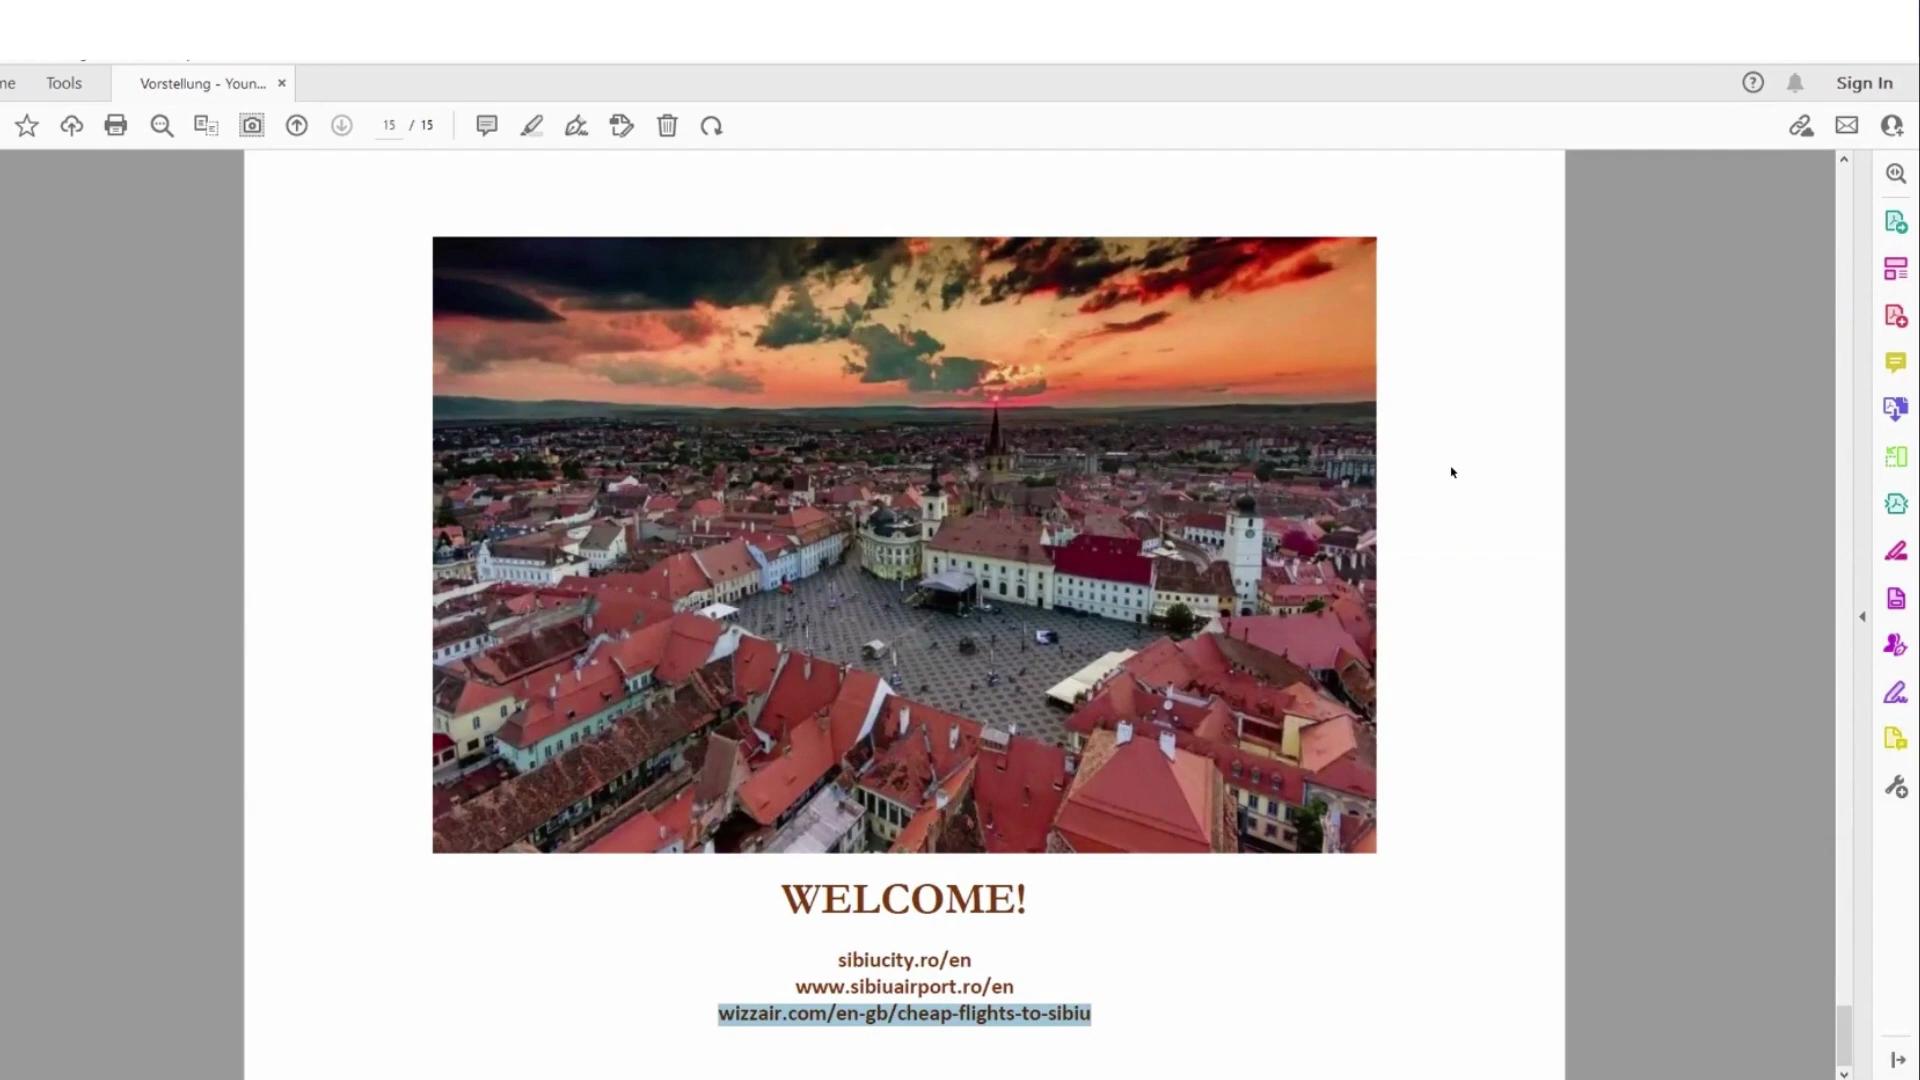 Tools
Vorstellung - Youn...
Sign In
15 / 15
WELCOME!
sibiucity.ro/en
www.sibiuairport.ro/en
wizzair.com/en-gb/cheap-flights-to-sibiu